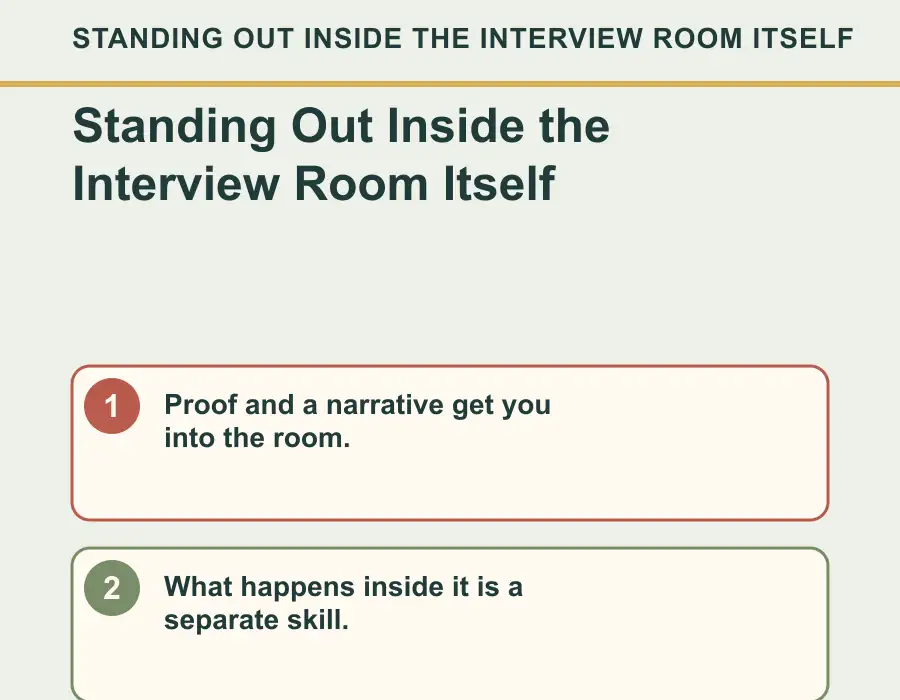 STANDING OUT INSIDE THE INTERVIEW ROOM ITSELF
Standing Out Inside the
Interview Room Itself
1
Proof and a narrative get you
into the room.
2
What happens inside it is a
separate skill.